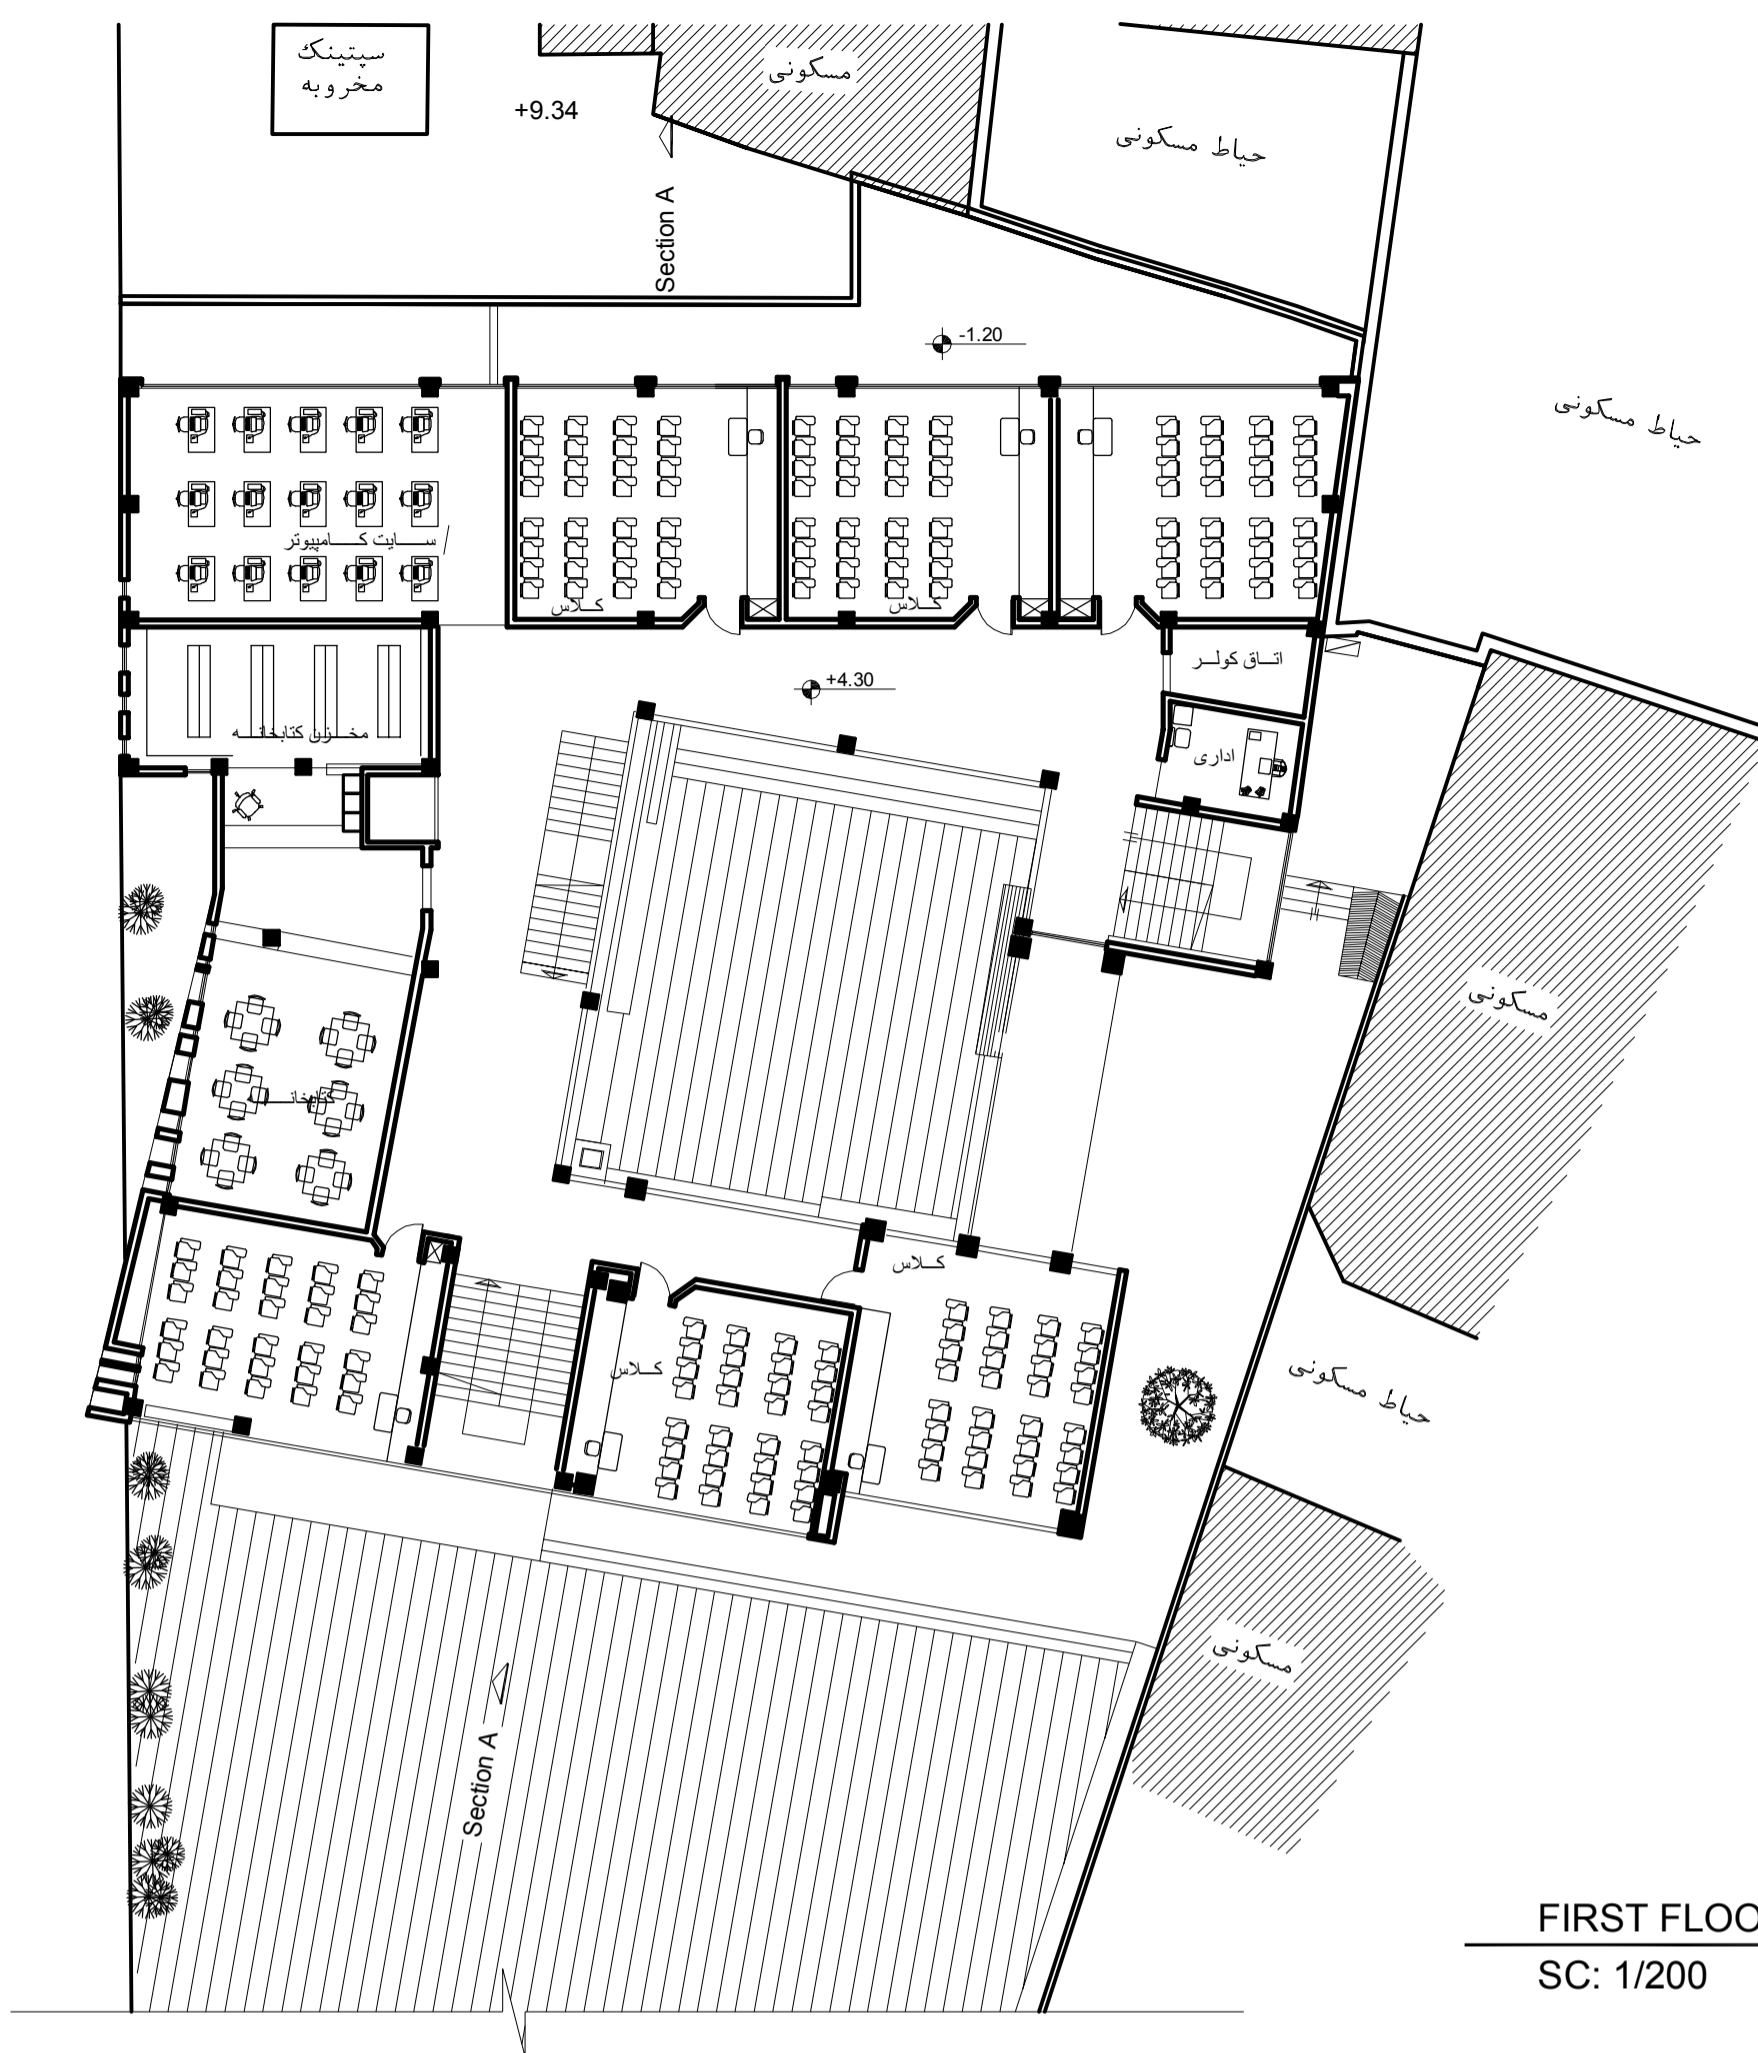 سپتینک
مخروبه
+9.34
مسکونی
حیاط مسکونی
Section A
-1.20
حیاط مسکونی
سایت کامپیوتر
کلاس
کلاس
اتاق کولر
+4.30
مخزن کتابخانه
اداری
مسکونی
کتابخانه
کلاس
کلاس
حیاط مسکونی
مسکونی
Section A
FIRST FLOO
SC: 1/200